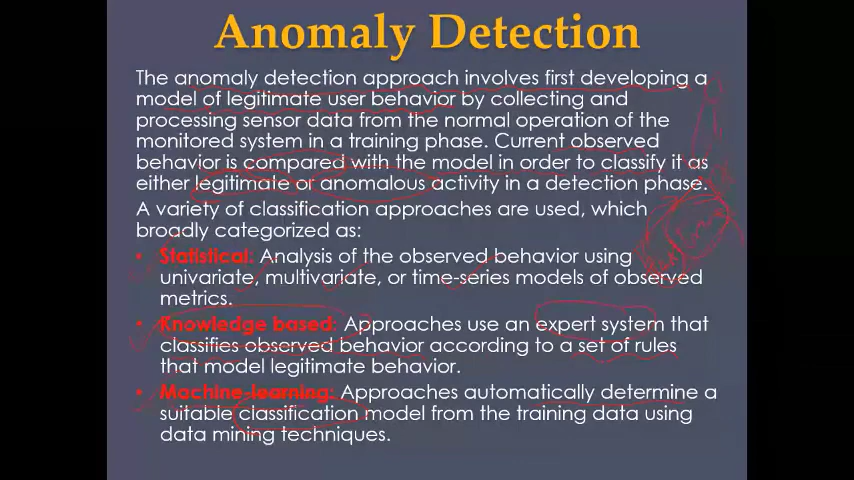 Anomaly Detection
The anomaly detection approach involves first developing a
model of legitimate user behavior by collecting and
processing sensor data from the normal operation of the
monitored system in a training phase. Current observed
behavior is compared with the model in order to classify it as
either legitimate or anomalous activity in a detection phase.
A variety of classification approaches are used, which
broadly categorized as:
• Statistical: Analysis of the observed behavior using
univariate, multivariate, or time-series models of observed
metrics.
• Knowledge based: Approaches use an expert system that
classifies observed behavior according to a set of rules
that model legitimate behavior.
• Machine-learning: Approaches automatically determine a
suitable classification model from the training data using
data mining techniques.